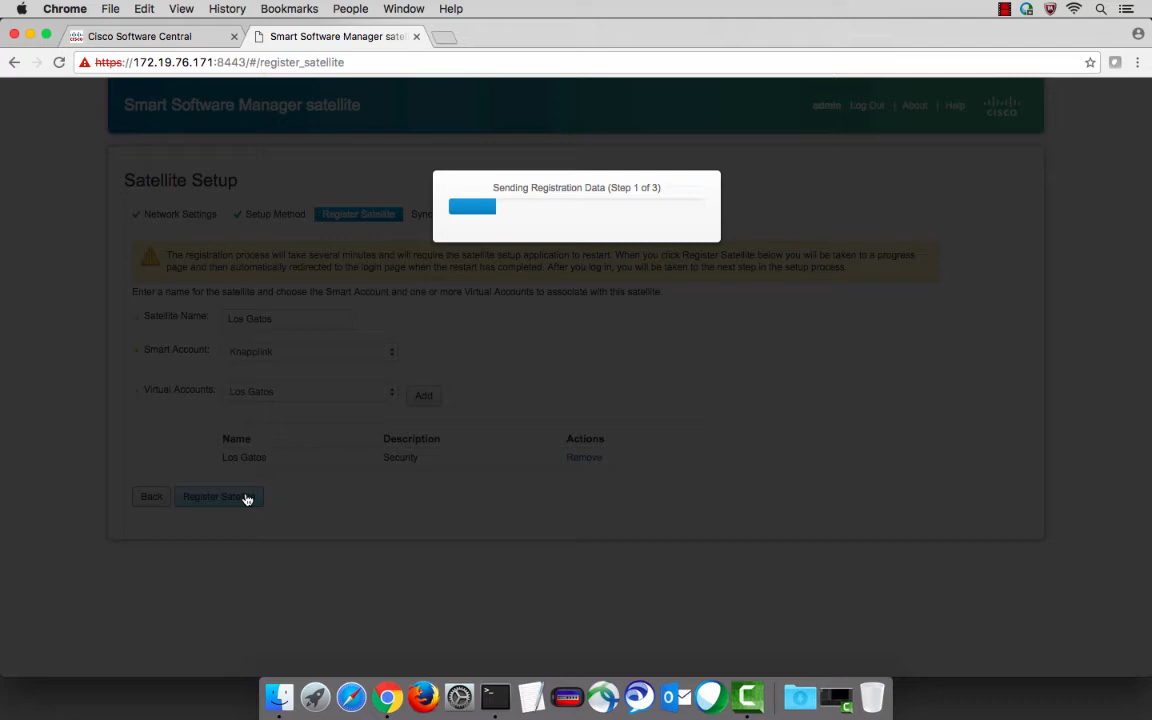 Chrome File Edit View History Bookmarks People Window Help
Cisco Software Central
Smart Software Manager satel
https://172.19.76.171:8443/#/register_satellite
Smart Software Manager satellite
admin Log Out | About | Help
cisco
Sending Registration Data (Step 1 of 3)
Satellite Setup
Network Settings Setup Method Register Satellite Sync
The registration process will take several minutes and will require the satellite setup application to restart. When you click Register Satellite below you will be taken to a progress
page and then automatically redirected to the login page when the restart has completed. After you log in, you will be taken to the next step in the setup process.
Enter a name for the satellite and choose the Smart Account and one or more Virtual Accounts to associate with this satellite.
Satellite Name: Los Gatos
Smart Account: Knapplink
Virtual Accounts: Los Gatos Add
Name Description Actions
Los Gatos Security Remove
Back Register Satellite